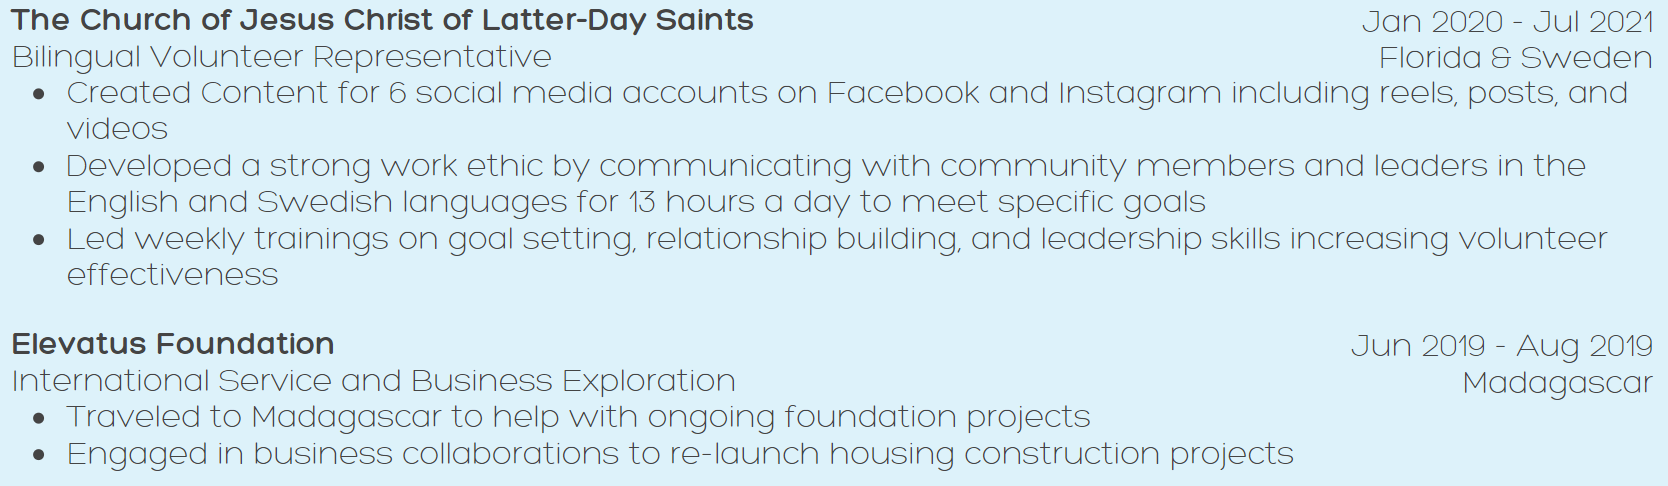 The Church of Jesus Christ of Latter-Day Saints Jan 2020 - Jul 2021
Bilingual Volunteer Representative Florida & Sweden
• Created Content for 6 social media accounts on Facebook and Instagram including reels, posts, and
videos
• Developed a strong work ethic by communicating with community members and leaders in the
English and Swedish languages for 13 hours a day to meet specific goals
• Led weekly trainings on goal setting, relationship building, and leadership skills increasing volunteer
effectiveness
Elevatus Foundation Jun 2019 - Aug 2019
International Service and Business Exploration Madagascar
• Traveled to Madagascar to help with ongoing foundation projects
• Engaged in business collaborations to re-launch housing construction projects